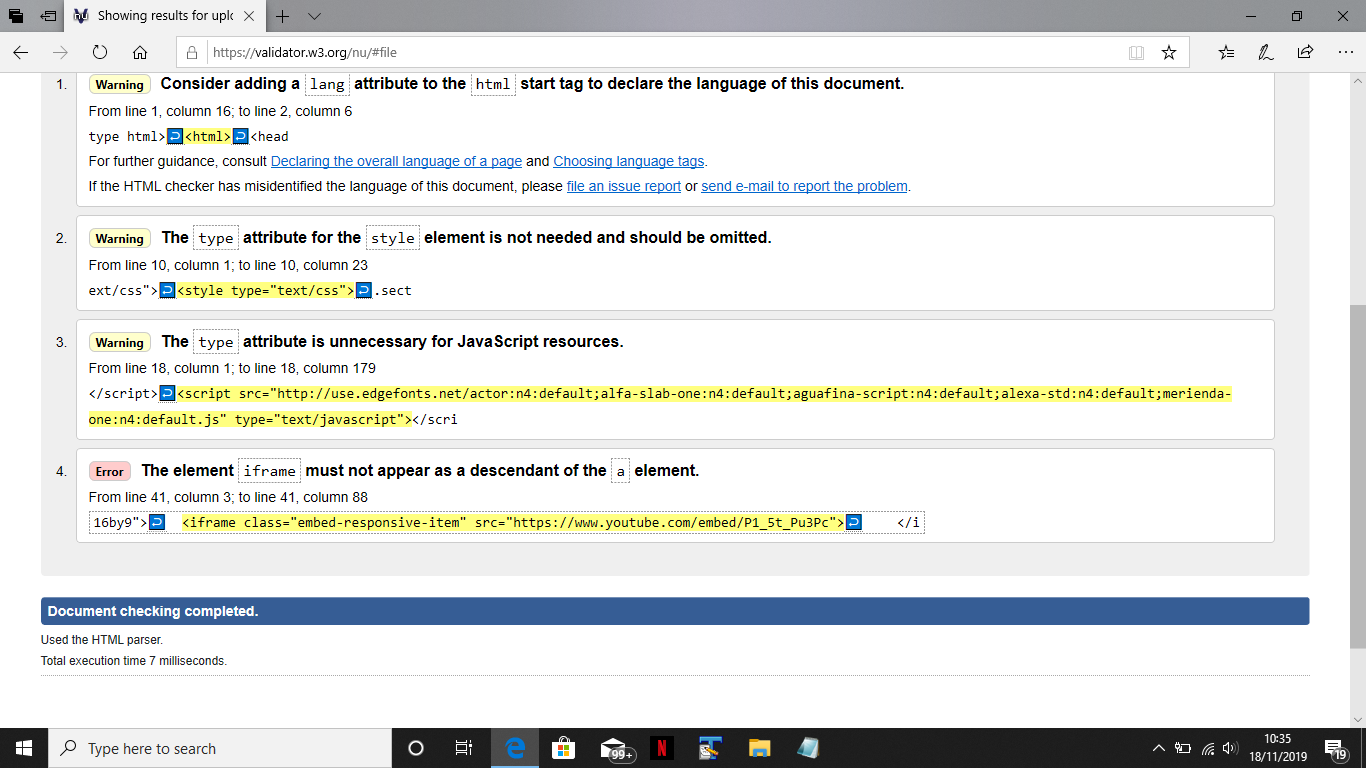 Showing results for uplo
https://validator.w3.org/nu/#file
1. Warning Consider adding a lang attribute to the html start tag to declare the language of this document.
From line 1, column 16; to line 2, column 6
type html>↩<html>↩<head
For further guidance, consult Declaring the overall language of a page and Choosing language tags.
If the HTML checker has misidentified the language of this document, please file an issue report or send e-mail to report the problem.
2. Warning The type attribute for the style element is not needed and should be omitted.
From line 10, column 1; to line 10, column 23
ext/css">↩<style type="text/css">↩.sect
3. Warning The type attribute is unnecessary for JavaScript resources.
From line 18, column 1; to line 18, column 179
</script>↩<script src="http://use.edgefonts.net/actor:n4:default;alfa-slab-one:n4:default;aguafina-script:n4:default;alexa-std:n4:default;merienda-
one:n4:default.js" type="text/javascript"></scri
4. Error The element iframe must not appear as a descendant of the a element.
From line 41, column 3; to line 41, column 88
16by9">↩ <iframe class="embed-responsive-item" src="https://www.youtube.com/embed/P1_5t_Pu3Pc">↩ </i
Document checking completed.
Used the HTML parser.
Total execution time 7 milliseconds.
Type here to search
99+
N
10:35
18/11/2019
19